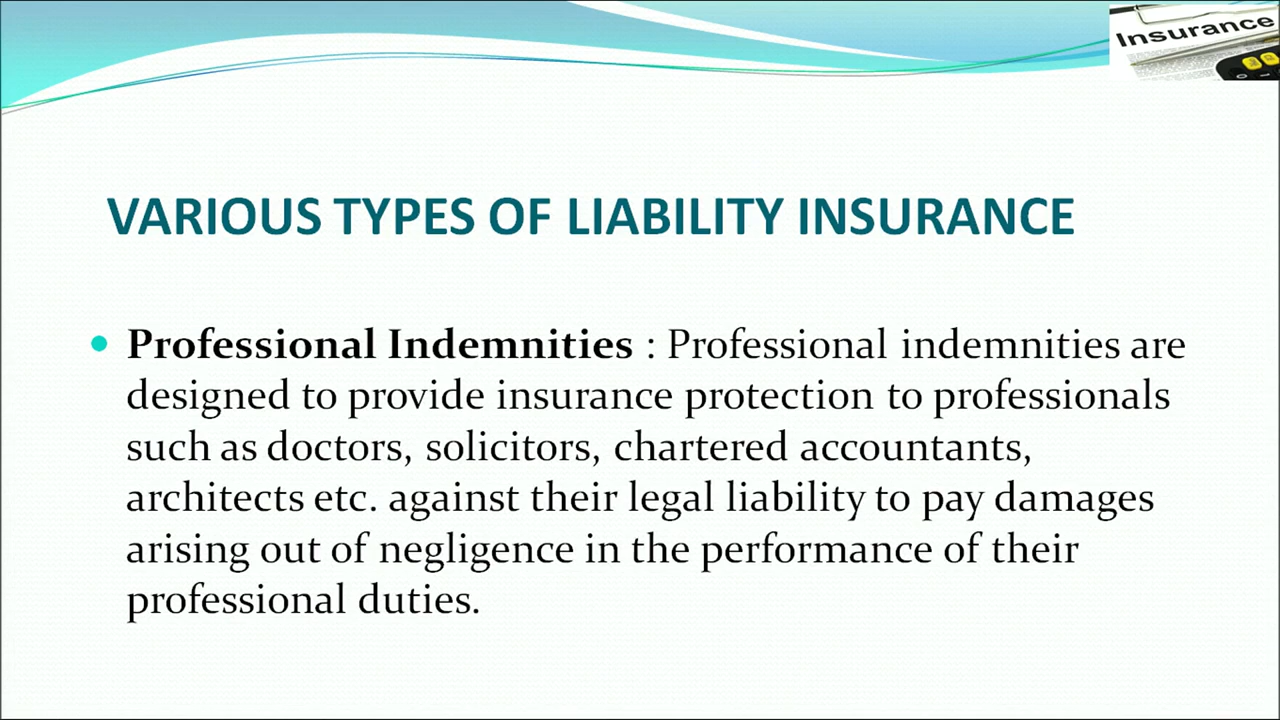 Insurance
VARIOUS TYPES OF LIABILITY INSURANCE
Professional Indemnities : Professional indemnities are
designed to provide insurance protection to professionals
such as doctors, solicitors, chartered accountants,
architects etc. against their legal liability to pay damages
arising out of negligence in the performance of their
professional duties.